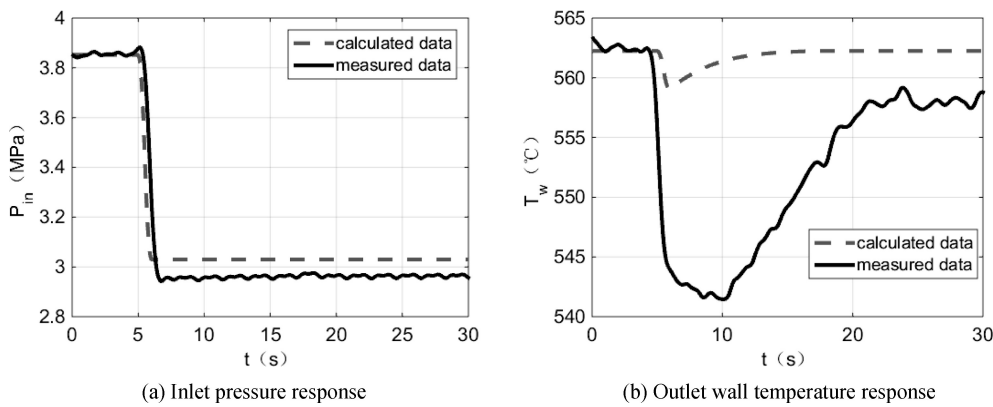 4
3.8
3.6
3.4
3.2
3
2.8
P_in (MPa)
0 5 10 15 20 25 30
t (s)
calculated data
measured data
(a) Inlet pressure response
565
560
555
550
545
540
T_w (℃)
0 10 20 30
t (s)
calculated data
measured data
(b) Outlet wall temperature response